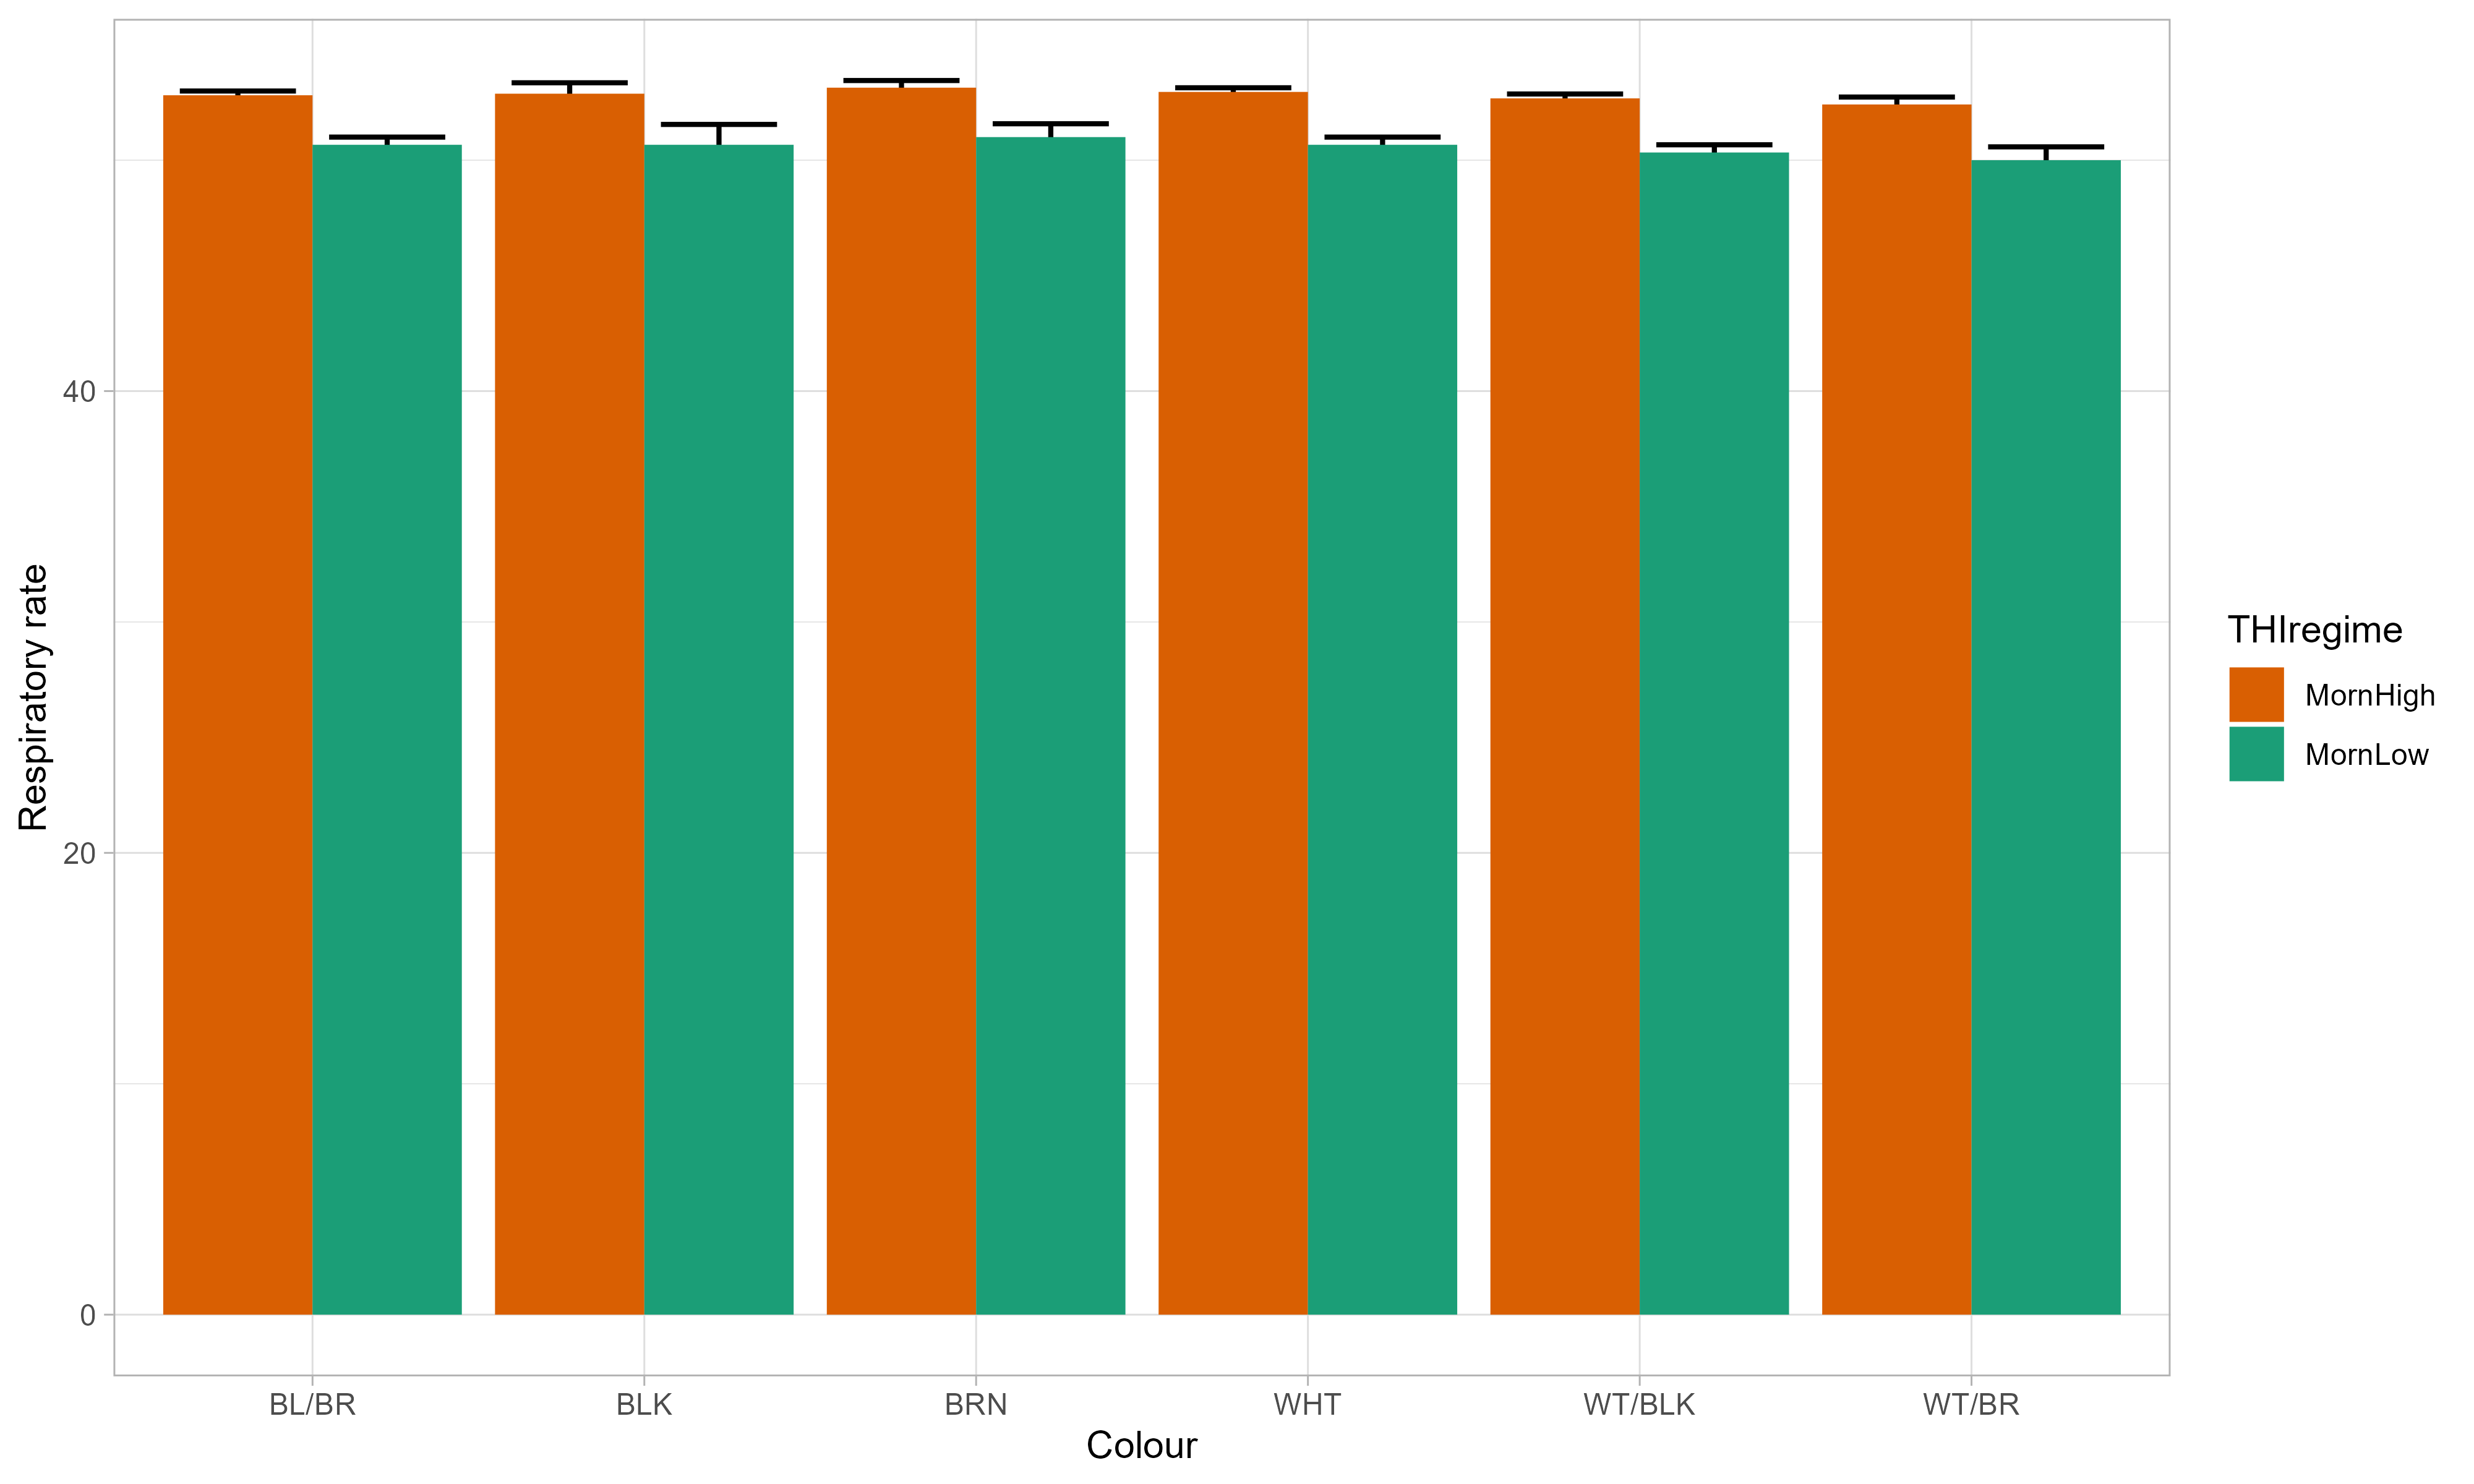 Respiratory rate
40
20
0
BL/BR BLK BRN WHT WT/BLK WT/BR
Colour
THIregime
MornHigh
MornLow